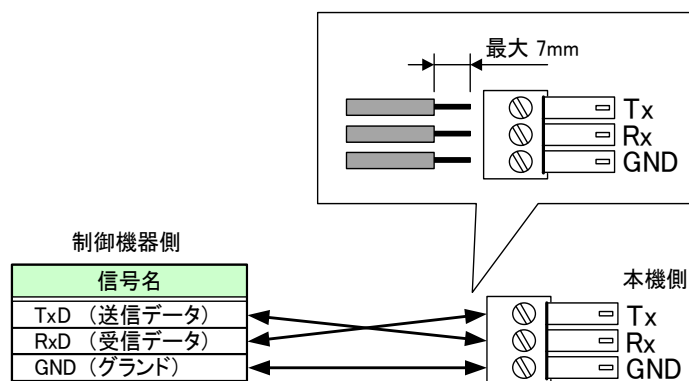 最大 7mm
Tx
Rx
GND
制御機器側
信号名
TxD (送信データ)
RxD (受信データ)
GND (グランド)
本機側
Tx
Rx
GND